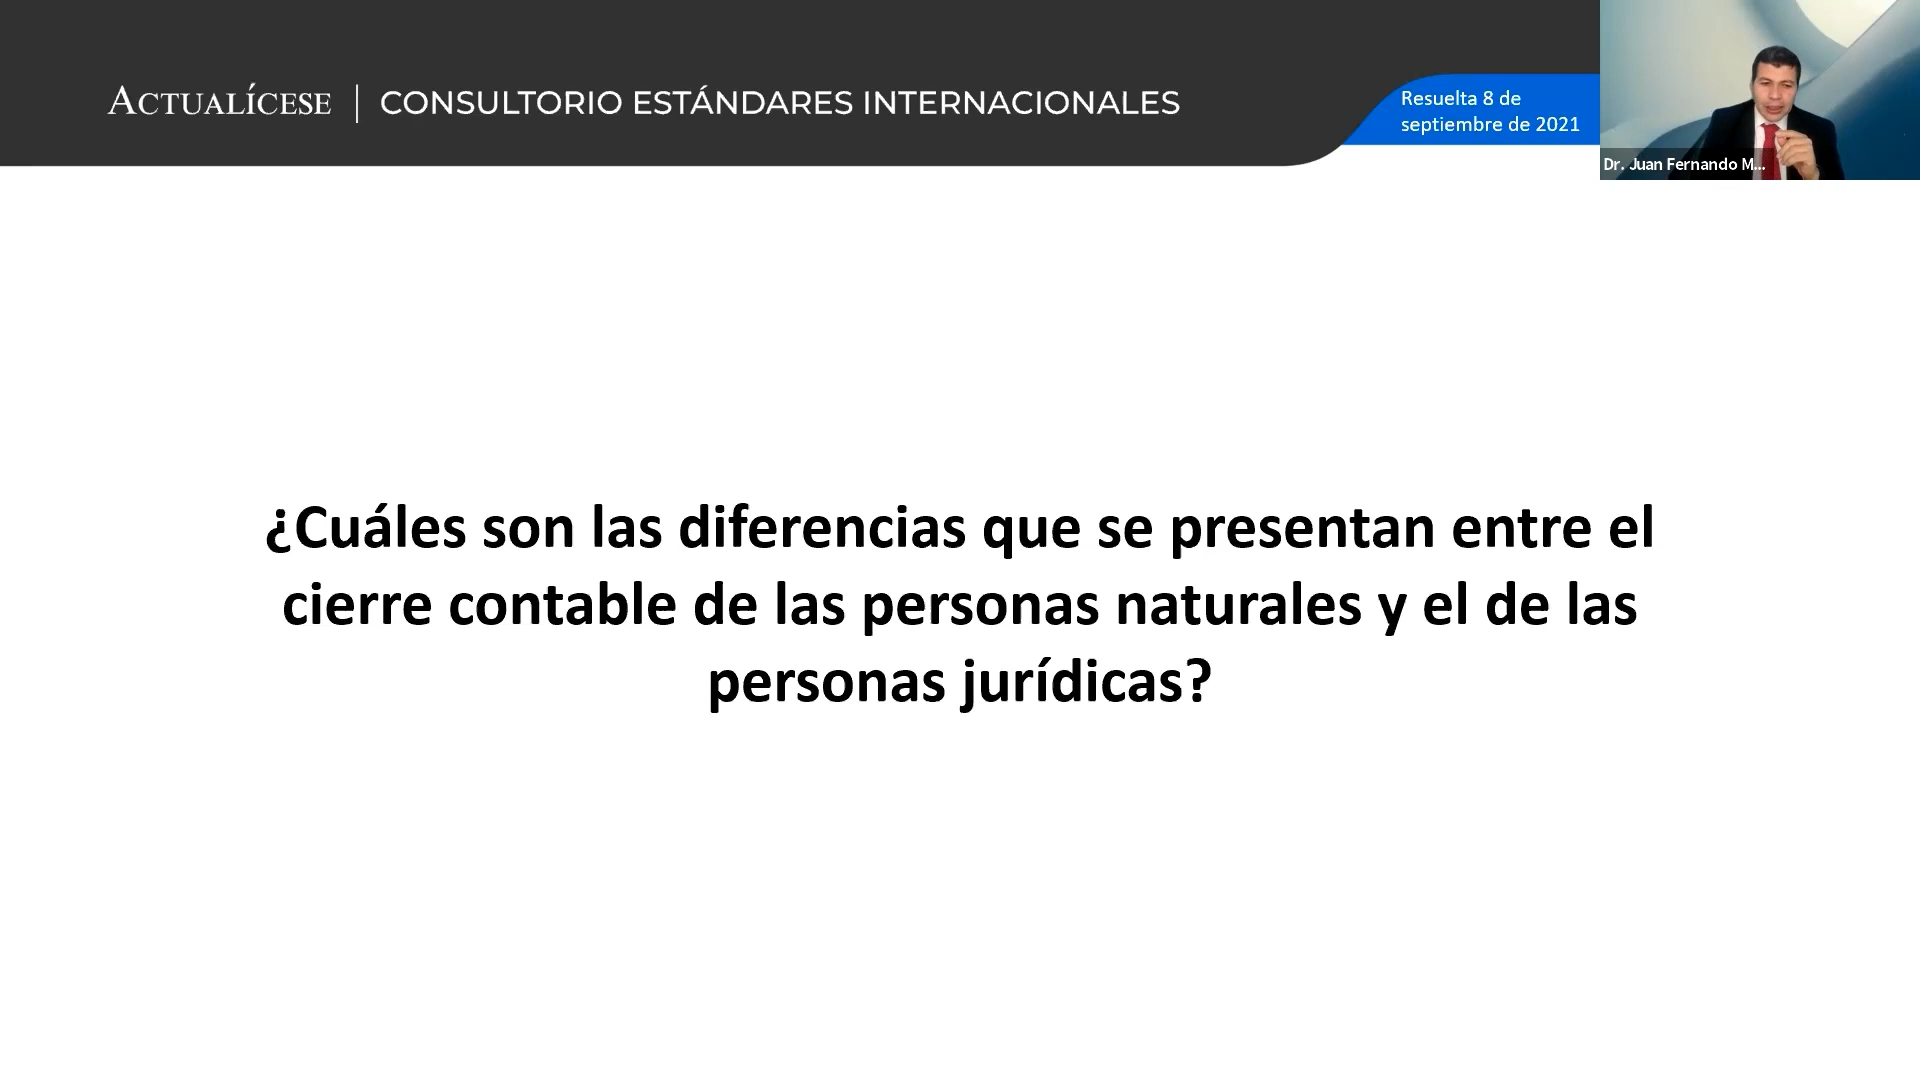 ACTUALÍCESE | CONSULTORIO ESTÁNDARES INTERNACIONALES
Resuelta 8 de
septiembre de 2021
Dr. Juan Fernando M...
¿Cuáles son las diferencias que se presentan entre el
cierre contable de las personas naturales y el de las
personas jurídicas?